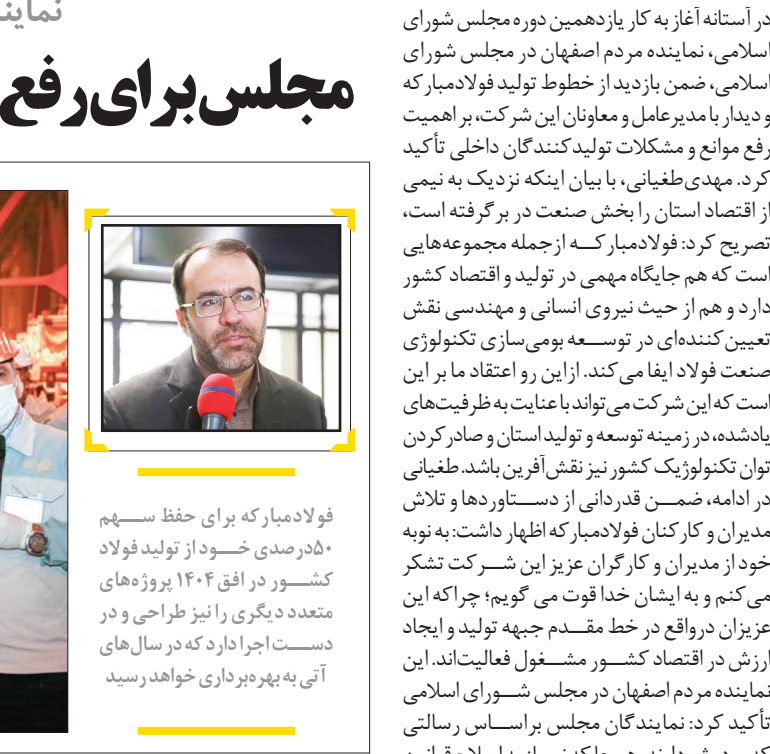 نماین
مجلس برای رفع
در آستانه آغاز به کار یازدهمین دوره مجلس شورای
اسلامی، نماینده مردم اصفهان در مجلس شورای
اسلامی، ضمن بازدید از خطوط تولید فولادمبارکه
و دیدار با مدیرعامل و معاونان این شرکت، بر اهمیت
رفع موانع و مشکلات تولیدکنندگان داخلی تأکید
کرد. مهدی طغیانی، با بیان اینکه نزدیک به نیمی
از اقتصاد استان را بخش صنعت در بر گرفته است،
تصریح کرد: فولادمبارکه ازجمله مجموعه‌هایی
است که هم جایگاه مهمی در تولید و اقتصاد کشور
دارد و هم از حیث نیروی انسانی و مهندسی نقش
تعیین‌کننده‌ای در توسعه بومی‌سازی تکنولوژی
صنعت فولاد ایفا می‌کند. ازاین رو اعتقاد ما بر این
است که این شرکت می‌تواند با عنایت به ظرفیت‌های
یادشده، در زمینه توسعه و تولید استان و صادر کردن
توان تکنولوژیک کشور نیز نقش‌آفرین باشد. طغیانی
در ادامه، ضمن قدردانی از دستاوردها و تلاش
مدیران و کارکنان فولادمبارکه اظهار داشت: به نوبه
خود از مدیران و کارگران عزیز این شرکت تشکر
می‌کنم و به ایشان خدا قوت می گویم؛ چراکه این
عزیزان درواقع در خط مقدم جبهه تولید و ایجاد
ارزش در اقتصاد کشور مشغول فعالیت‌اند. این
نماینده مردم اصفهان در مجلس شورای اسلامی
تأکید کرد: نمایندگان مجلس براساس رسالتی
فولادمبارکه برای حفظ سهم
۵۰درصدی خود از تولید فولاد
کشور در افق ۱۴۰۴ پروژه‌های
متعدد دیگری را نیز طراحی و در
دست اجرا دارد که در سال‌های
آتی به بهره‌برداری خواهد رسید